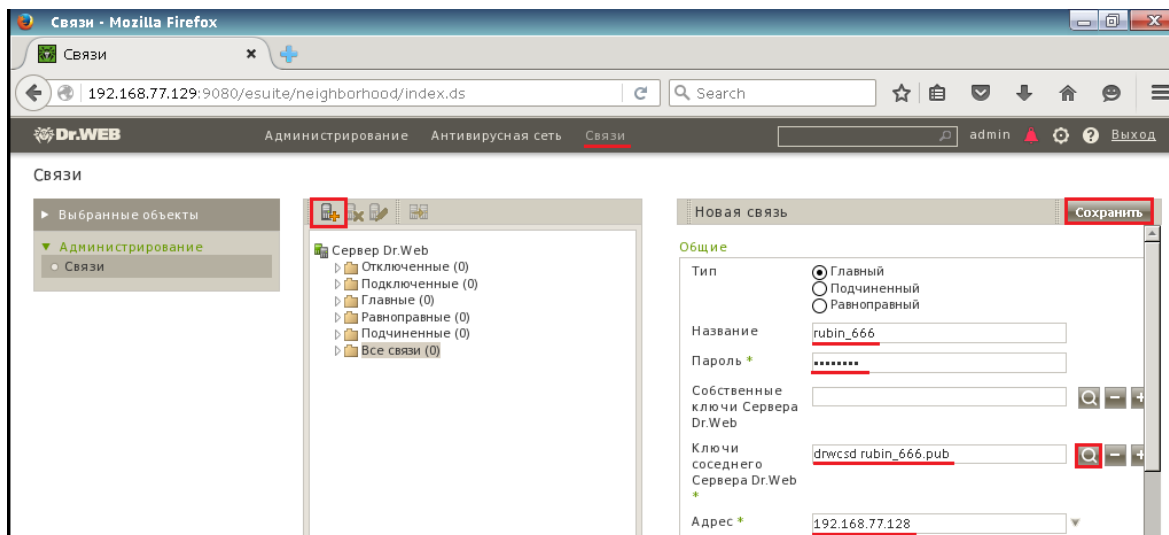 Связи - Mozilla Firefox
Связи
192.168.77.129:9080/esuite/neighborhood/index.ds
Search
Dr.WEB
Администрирование
Антивирусная сеть
Связи
admin
Выход
Связи
Выбранные объекты
Администрирование
Связи
Сервер Dr.Web
Отключенные (0)
Подключенные (0)
Главные (0)
Равноправные (0)
Подчиненные (0)
Все связи (0)
Новая связь
Сохранить
Общие
Тип
Главный
Подчиненный
Равноправный
Название
rubin_666
Пароль *
Собственные
ключи Сервера
Dr.Web
Ключи
соседнего
Сервера Dr.Web
*
drwcsd rubin_666.pub
Адрес *
192.168.77.128